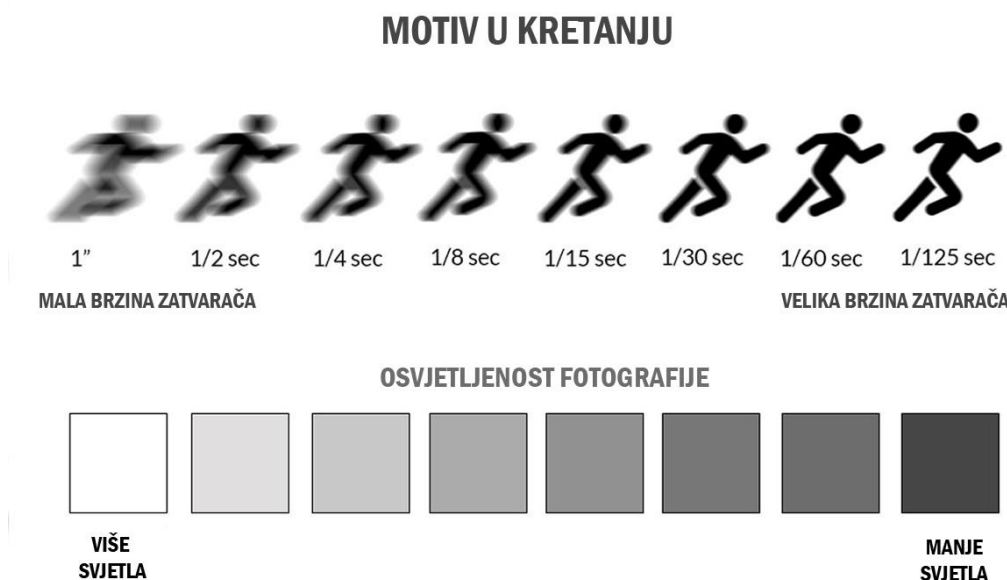 MOTIV U KRETANJU
1” 1/2 sec 1/4 sec 1/8 sec 1/15 sec 1/30 sec 1/60 sec 1/125 sec
MALA BRZINA ZATVARAČA VELIKA BRZINA ZATVARAČA
OSVJETLJENOST FOTOGRAFIJE
VIŠE MANJE
SVJETLA SVJETLA